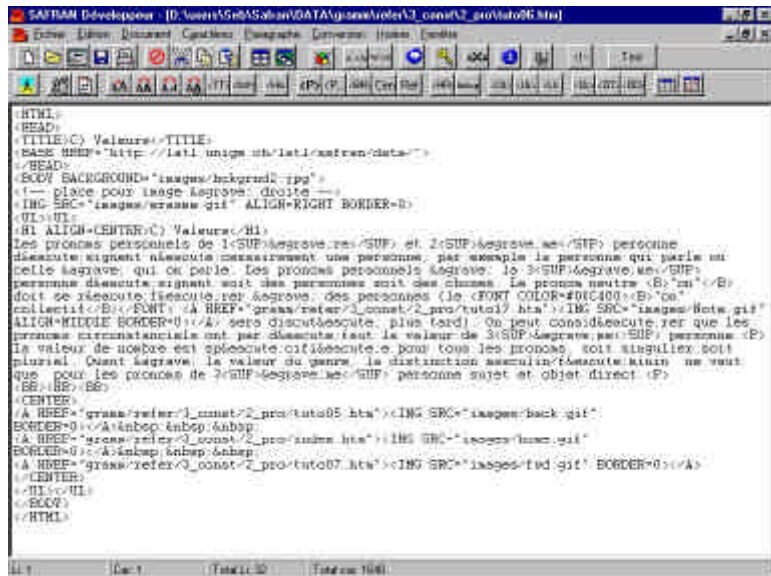 SAFRAN Développeur - [D:\users\Seb\Safran\DATA\gramm\refer\3_const\2_pro\tuto06.htm]
Fichier Edition Document Caractères Paragraphe Conversion Fenêtre
Test
<HTML>
<HEAD>
<TITLE>C) Valeurs</TITLE>
<BASE HREF="http://latl.unige.ch/latl/safran/data/">
</HEAD>
<BODY BACKGROUND="images/bckgrnd2.jpg">
<!-- place pour image &agrave; droite -->
<IMG SRC="images/erasme.gif" ALIGN=RIGHT BORDER=0>
<UL><UL>
<H1 ALIGN=CENTER>C) Valeurs</H1>
Les pronoms personnels de 1<SUP>&egrave;re</SUP> et 2<SUP>&egrave;me</SUP> personne
d&eacute;signent n&eacute;cessairement une personne, par exemple la personne qui parle ou
celle &agrave; qui on parle. Les pronoms personnels &agrave; la 3<SUP>&egrave;me</SUP>
personne d&eacute;signent soit des personnes soit des choses. Le pronom neutre <B>"on"</B>
doit se r&eacute;f&eacute;rer &agrave; des personnes (le <FONT COLOR=#00C400><B>"on"
collectif</B></FONT> <A HREF="gramm/refer/3_const/2_pro/tuto17.htm"><IMG SRC="images/Note.gif"
ALIGN=MIDDLE BORDER=0></A> sera discut&eacute; plus tard). On peut consid&eacute;rer que les
pronoms circonstanciels ont par d&eacute;faut la valeur de 3<SUP>&egrave;me</SUP> personne.<P>
La valeur de nombre est sp&eacute;cifi&eacute;e pour tous les pronoms, soit singulier soit
pluriel. Quant &agrave; la valeur du genre, la distinction masculin/f&eacute;minin ne vaut
que pour les pronoms de 3<SUP>&egrave;me</SUP> personne sujet et objet direct.<P>
<BR><BR><BR>
<CENTER>
<A HREF="gramm/refer/3_const/2_pro/tuto05.htm"><IMG SRC="images/back.gif"
BORDER=0></A>&nbsp;&nbsp;&nbsp;
<A HREF="gramm/refer/3_const/2_pro/index.htm"><IMG SRC="images/home.gif"
BORDER=0></A>&nbsp;&nbsp;&nbsp;
<A HREF="gramm/refer/3_const/2_pro/tuto07.htm"><IMG SRC="images/fwd.gif" BORDER=0></A>
</CENTER>
</UL></UL>
</BODY>
</HTML>
Li: 1 Car: 1 Total Li: 32 Total car: